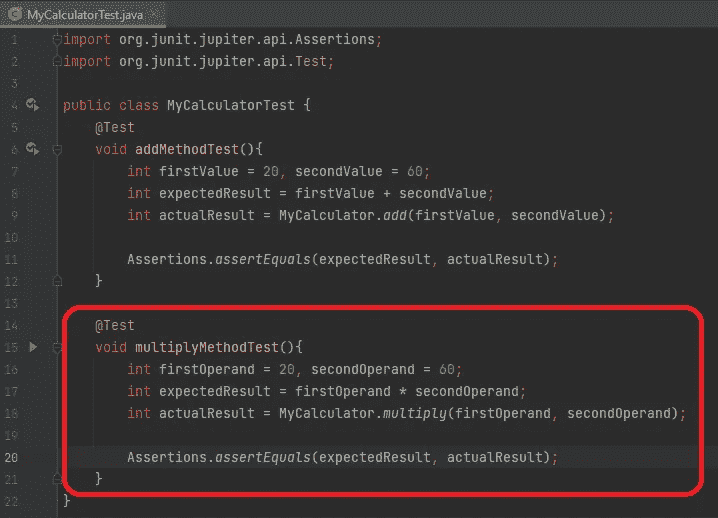 MyCalculatorTest.java
1 import org.junit.jupiter.api.Assertions;
2 import org.junit.jupiter.api.Test;
3
4 public class MyCalculatorTest {
5     @Test
6     void addMethodTest(){
7         int firstValue = 20, secondValue = 60;
8         int expectedResult = firstValue + secondValue;
9         int actualResult = MyCalculator.add(firstValue, secondValue);
10
11         Assertions.assertEquals(expectedResult, actualResult);
12     }
13
14     @Test
15     void multiplyMethodTest(){
16         int firstOperand = 20, secondOperand = 60;
17         int expectedResult = firstOperand * secondOperand;
18         int actualResult = MyCalculator.multiply(firstOperand, secondOperand);
19
20         Assertions.assertEquals(expectedResult, actualResult);
21     }
22 }